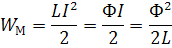 W_M = LI²/2 = ΦI/2 = Φ²/2L